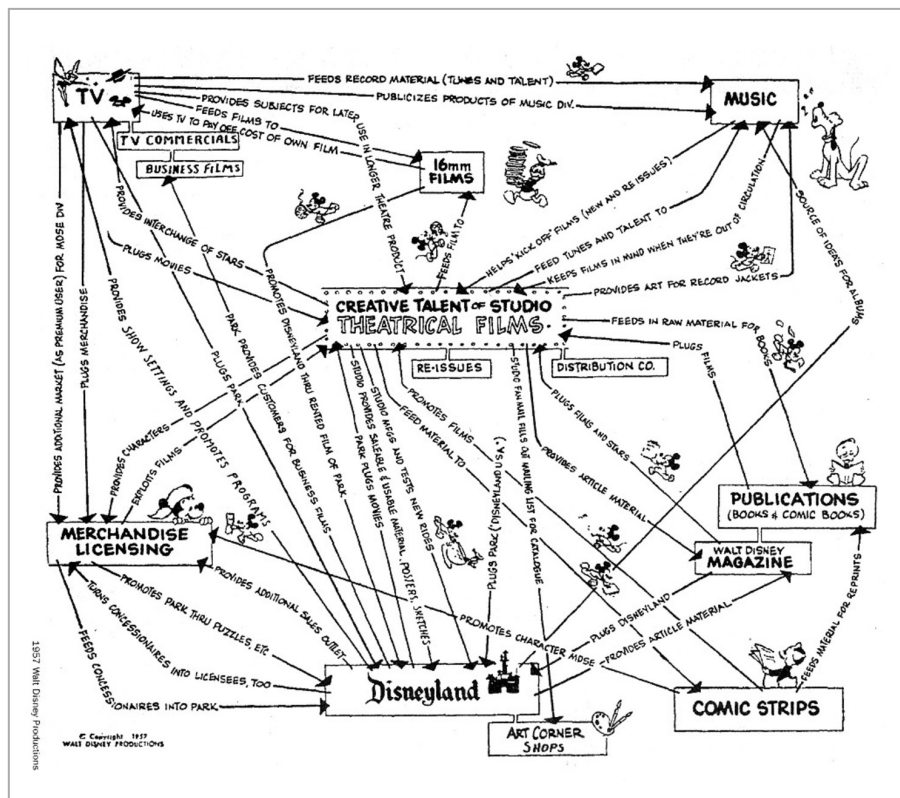 FEEDS RECORD MATERIAL (TUNES AND TALENT)
PUBLICIZES PRODUCTS OF MUSIC DIV.
TV
MUSIC
PROVIDES SUBJECTS FOR LATER USE IN LONGER THEATRE PRODUCT
FEEDS FILMS TO
USES TV TO PAY OFF COST OF OWN FILM
TV COMMERCIALS
BUSINESS FILMS
16mm
FILMS
PROVIDES INTERCHANGE OF STARS
PLUGS MOVIES
FEEDS FILM TO
HELPS 'KICK OFF' FILMS (NEW AND RE ISSUES)
FEED TUNES AND TALENT TO
KEEPS FILMS IN MIND WHEN THEY'RE OUT OF CIRCULATION
PROVIDES ART FOR RECORD JACKETS
SOURCE OF IDEAS FOR ALBUMS
PROVIDES ADDITIONAL MARKET (AS PREMIUM USER) FOR MDSE DIV
PLUGS MERCHANDISE
PROVIDES SHOW SETTINGS AND PROMOTES PROGRAMS
PLUGS PARK
PARK PROVIDES CUSTOMERS FOR BUSINESS FILMS
PROMOTES DISNEYLAND THRU RENTED FILM OF PARK
CREATIVE TALENT OF STUDIO
THEATRICAL FILMS
RE-ISSUES
DISTRIBUTION CO.
FEEDS IN RAW MATERIAL FOR BOOKS
PLUGS FILMS
PROVIDES CHARACTERS
EXPLOITS FILMS
PARK PLUGS MOVIES
STUDIO PROVIDES SALEABLE & USABLE MATERIAL, POSTERS, SKETCHES
STUDIO MFGS AND TESTS NEW RIDES
FEED MATERIAL TO
PROMOTES FILMS
PLUGS PARK (DISNEYLAND USA")
STUDIO FAN MAIL FILLS OUR MAILING LIST FOR CATALOGUE
PLUGS FILMS AND STARS
PROVIDES ARTICLE MATERIAL
PUBLICATIONS
(BOOKS & COMIC BOOKS)
MERCHANDISE
LICENSING
WALT DISNEY
MAGAZINE
PROMOTES PARK THRU PUZZLES, ETC
PROVIDES ADDITIONAL SALES OUTLET
TURNS CONCESSIONAIRES INTO LICENSEES, TOO
FEEDS CONCESSIONAIRES INTO PARK
PROMOTES CHARACTER MDSE
PLUGS DISNEYLAND
PROVIDES ARTICLE MATERIAL
FEEDS MATERIAL FOR REPRINTS
Disneyland
COMIC STRIPS
ART CORNER
SHOPS
© Copyright 1957
WALT DISNEY PRODUCTIONS
1957 Walt Disney Productions